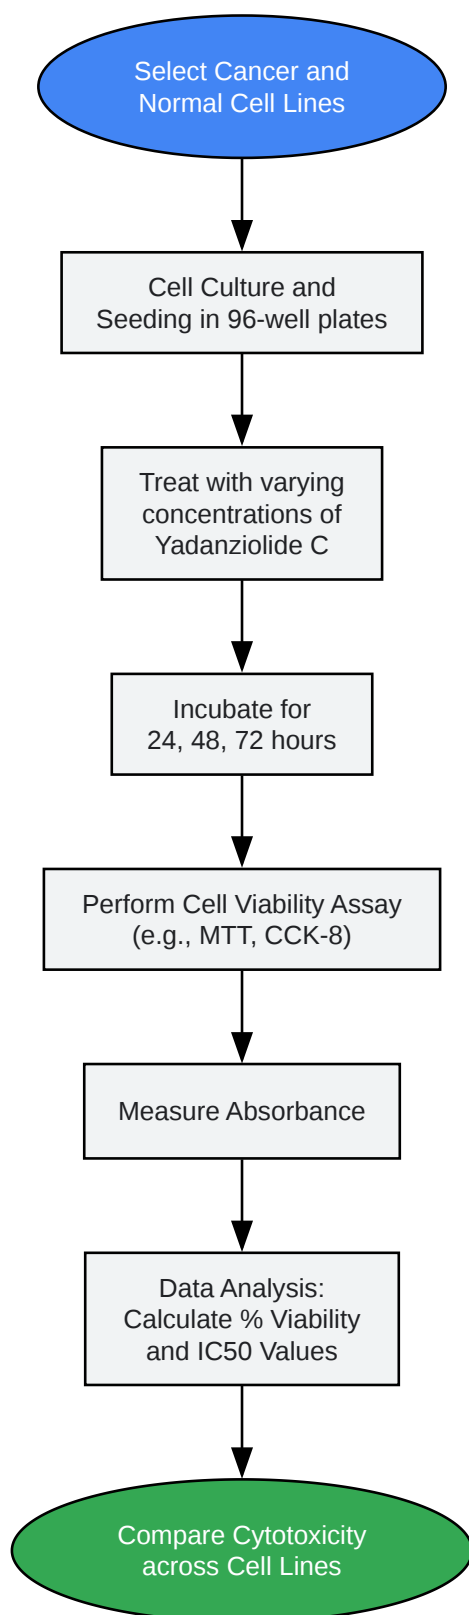 Select Cancer and
Normal Cell Lines
Cell Culture and
Seeding in 96-well plates
Treat with varying
concentrations of
Yadanziolide C
Incubate for
24, 48, 72 hours
Perform Cell Viability Assay
(e.g., MTT, CCK-8)
Measure Absorbance
Data Analysis:
Calculate % Viability
and IC50 Values
Compare Cytotoxicity
across Cell Lines